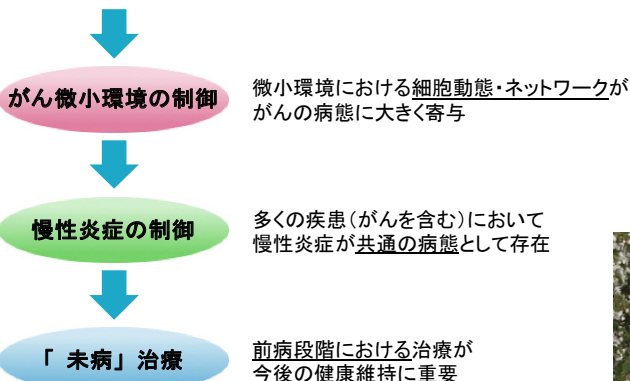 がん微小環境の制御
微小環境における細胞動態・ネットワークが
がんの病態に大きく寄与
慢性炎症の制御
多くの疾患(がんを含む)において
慢性炎症が共通の病態として存在
「 未病」 治療
前病段階における治療が
今後の健康維持に重要